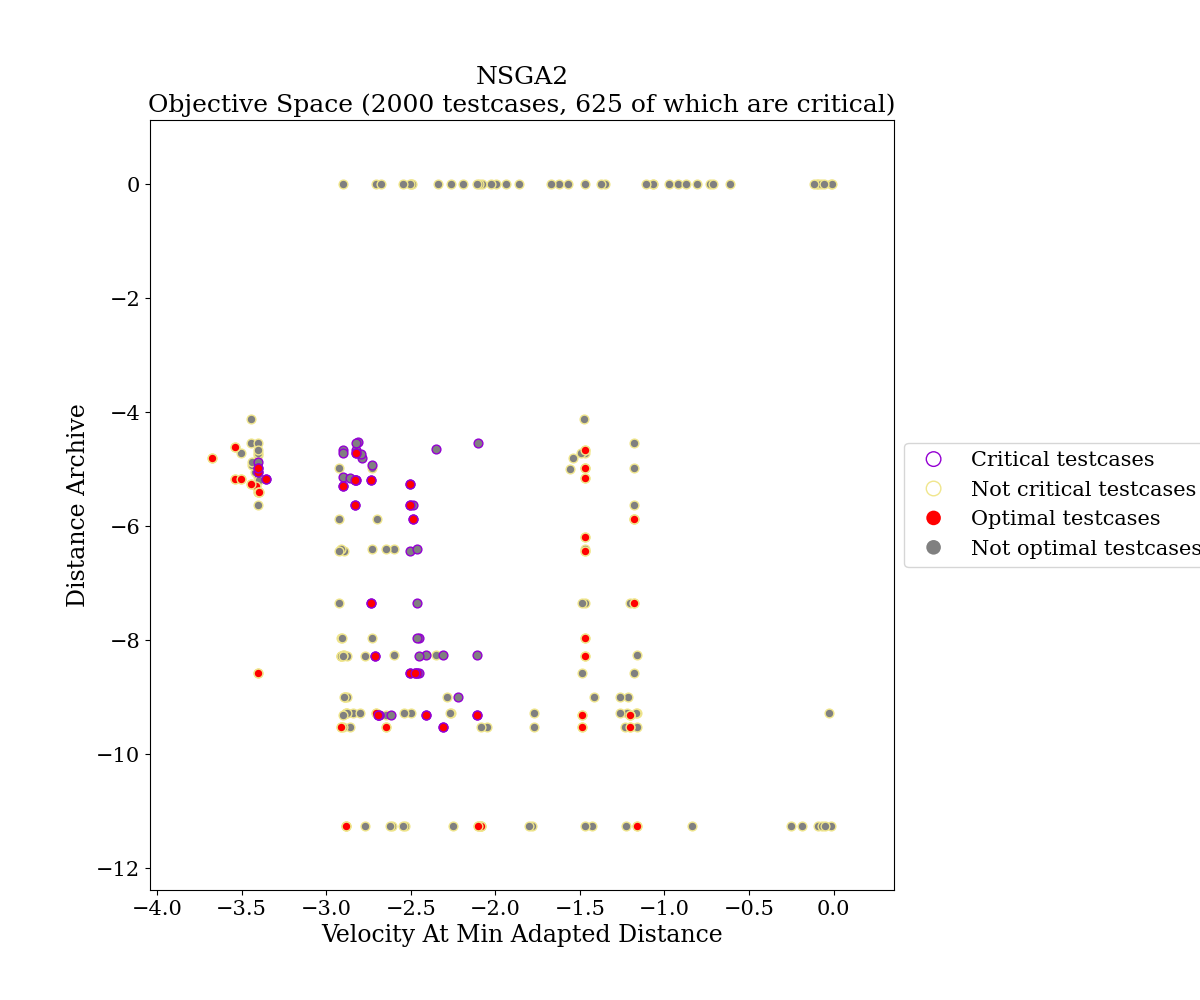 NSGA2
Objective Space (2000 testcases, 625 of which are critical)
Distance Archive
0
−2
−4
−6
−8
−10
−12
−4.0 −3.5 −3.0 −2.5 −2.0 −1.5 −1.0 −0.5 0.0
Velocity At Min Adapted Distance
Critical testcases
Not critical testcases
Optimal testcases
Not optimal testcases